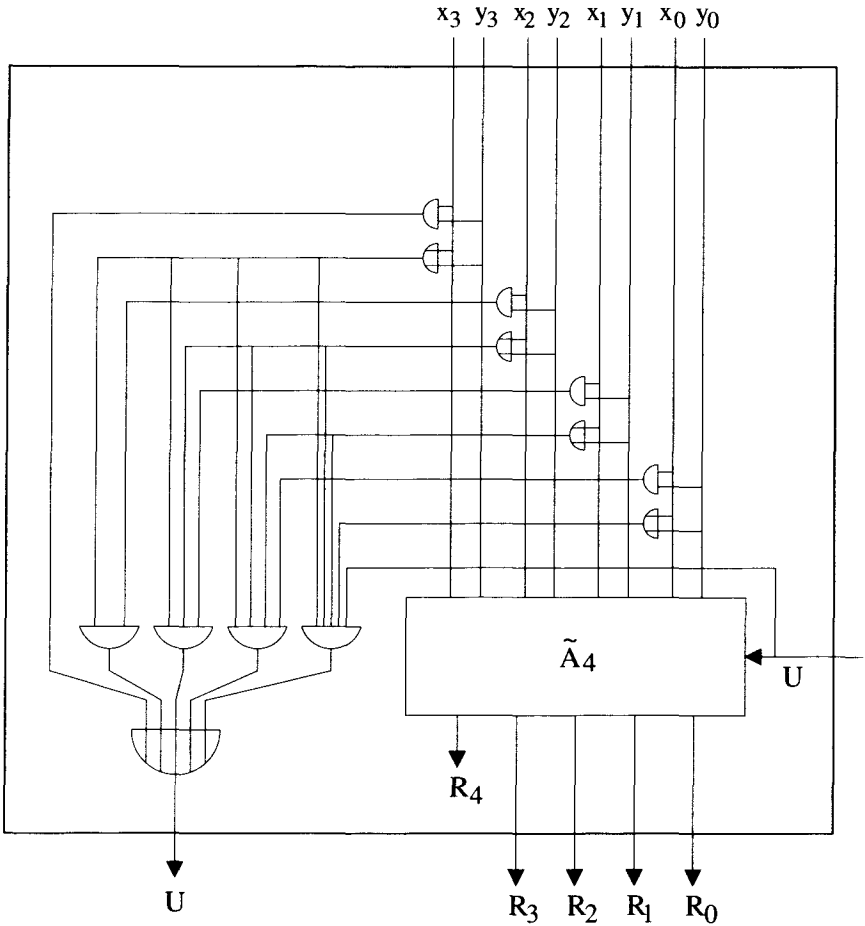 x₃ y₃ x₂ y₂ x₁ y₁ x₀ y₀
Ã₄
U
R₄
U
R₃ R₂ R₁ R₀